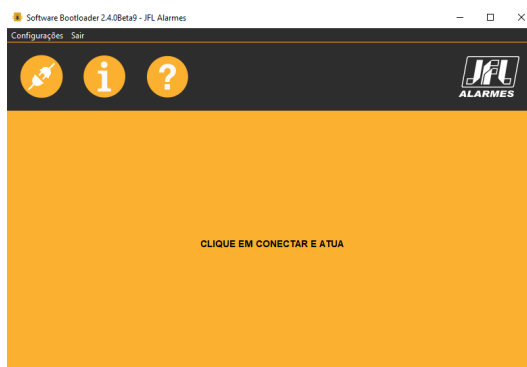 Software Bootloader 2.4.0Beta9 - JFL Alarmes
Configurações Sair
i ?
JFL
ALARMES
CLIQUE EM CONECTAR E ATUA